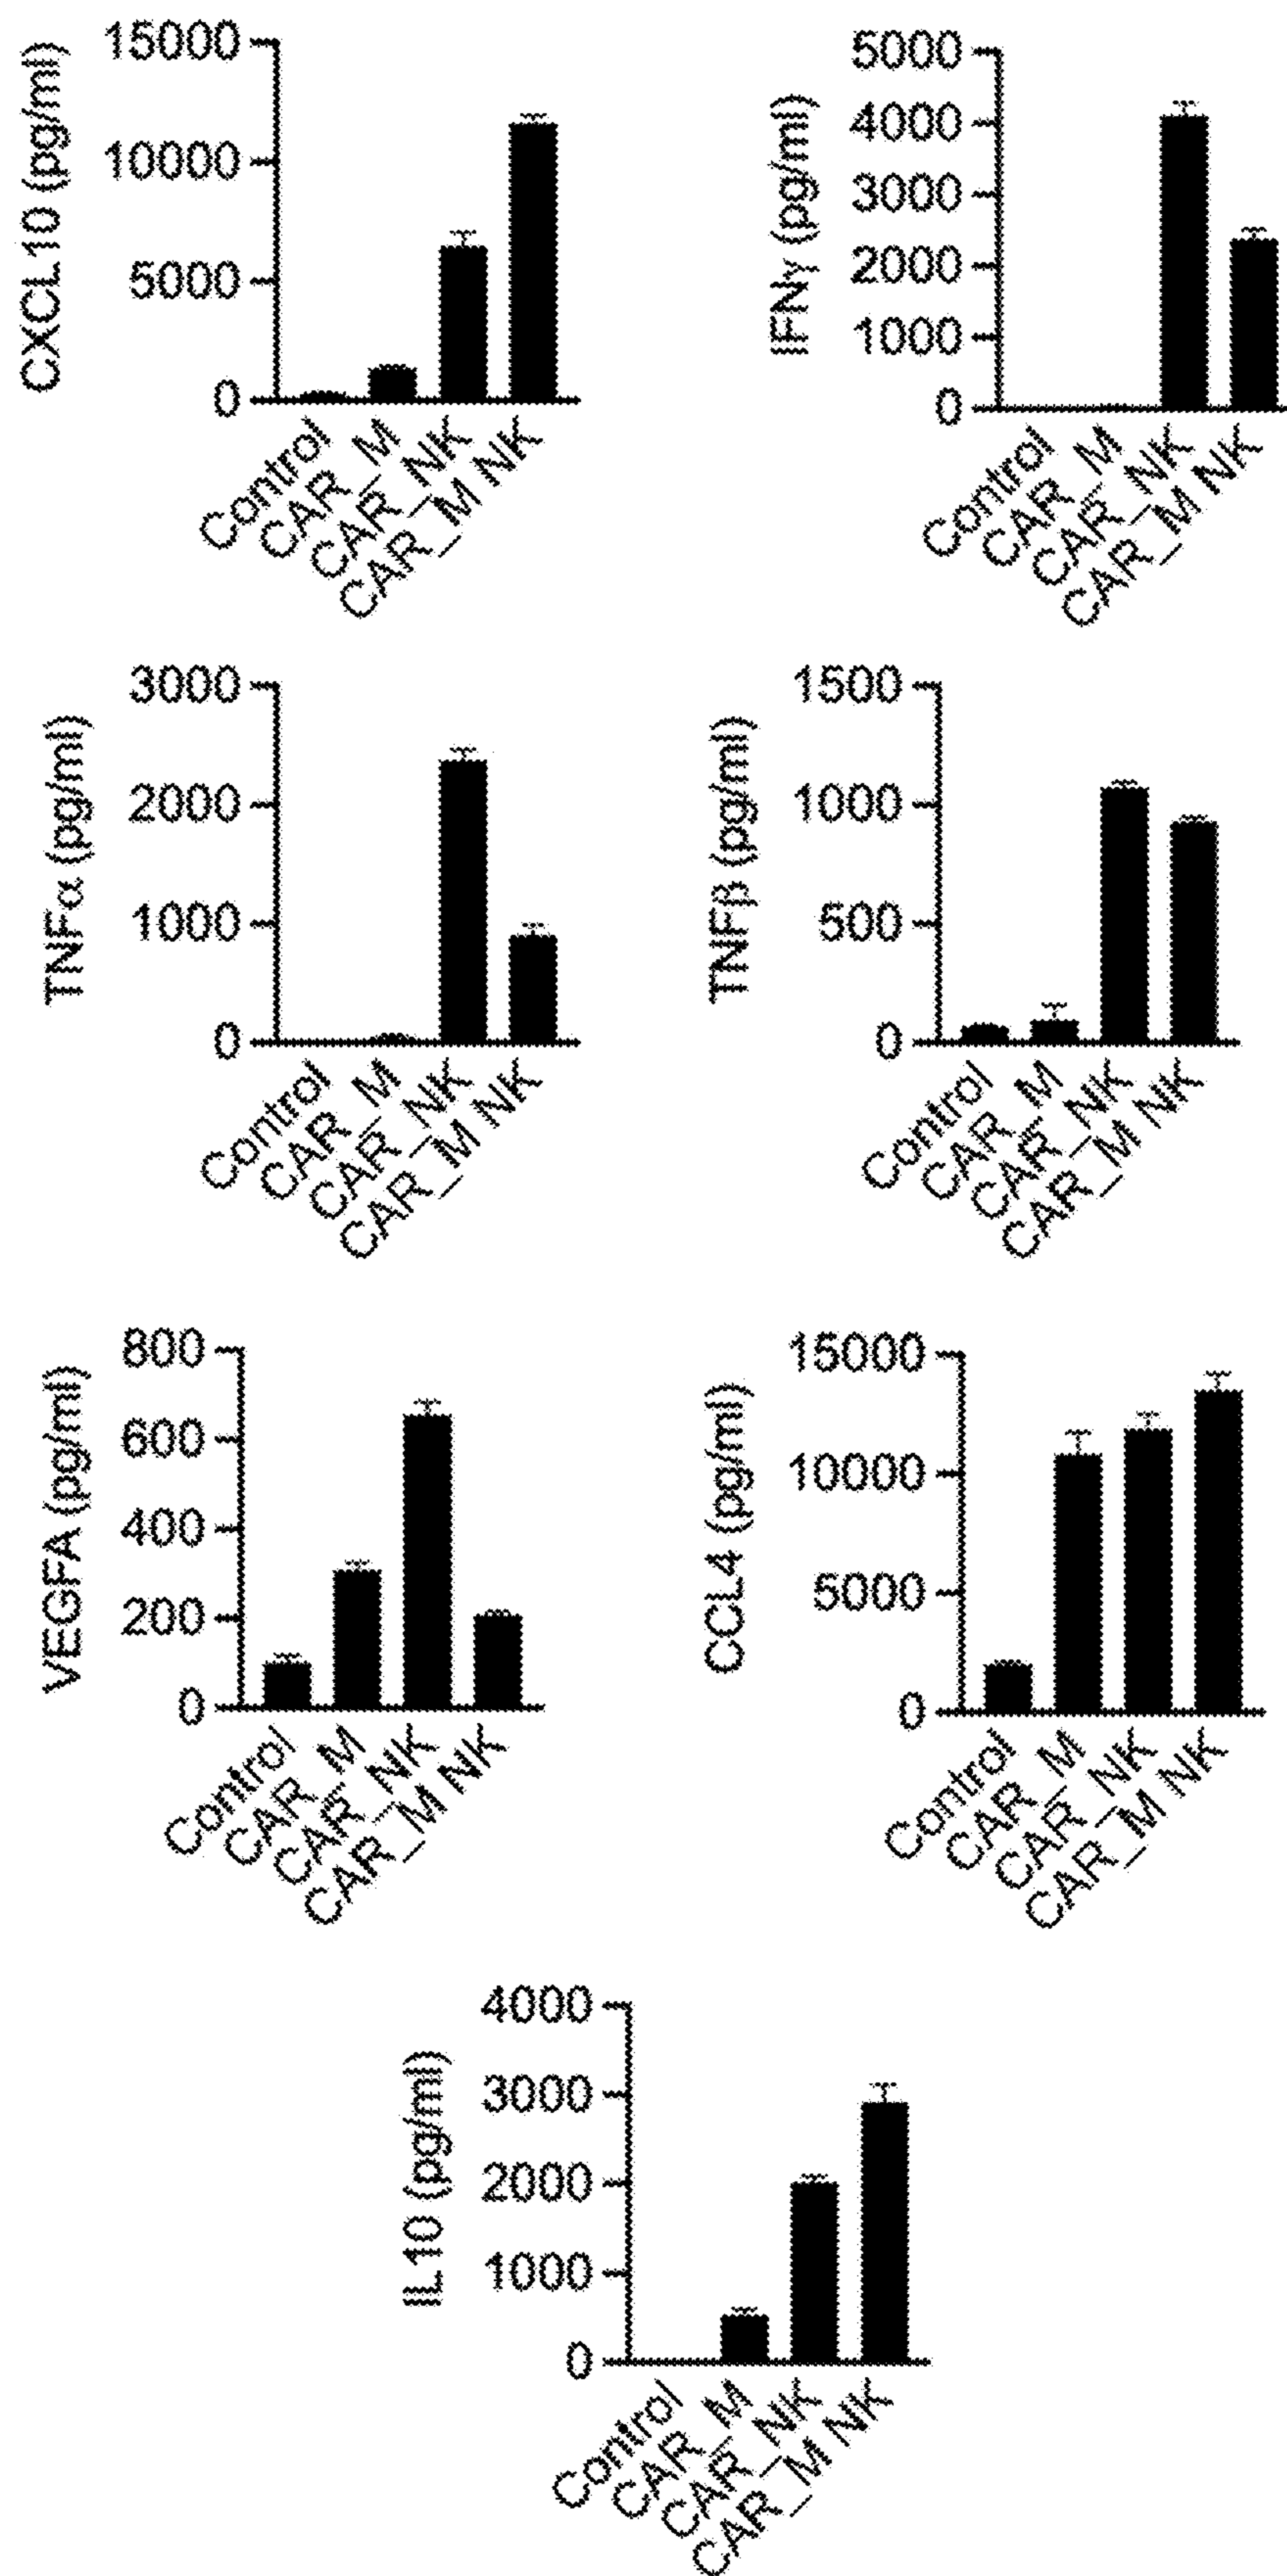 CXCL10 (pg/ml)
15000
10000
5000
0
Control
CAR_M
CAR_NK
CAR_M NK
IFNγ (pg/ml)
5000
4000
3000
2000
1000
0
Control
CAR_M
CAR_NK
CAR_M NK
TNFα (pg/ml)
3000
2000
1000
0
Control
CAR_M
CAR_NK
CAR_M NK
TNFβ (pg/ml)
1500
1000
500
0
Control
CAR_M
CAR_NK
CAR_M NK
VEGFA (pg/ml)
800
600
400
200
0
Control
CAR_M
CAR_NK
CAR_M NK
CCL4 (pg/ml)
15000
10000
5000
0
Control
CAR_M
CAR_NK
CAR_M NK
IL10 (pg/ml)
4000
3000
2000
1000
0
Control
CAR_M
CAR_NK
CAR_M NK